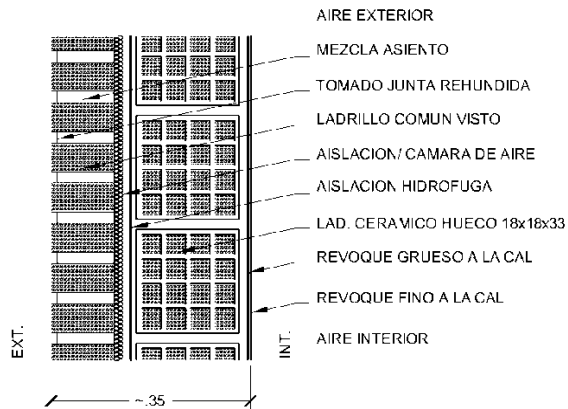 AIRE EXTERIOR
MEZCLA ASIENTO
TOMADO JUNTA REHUNDIDA
LADRILLO COMUN VISTO
AISLACION/ CAMARA DE AIRE
AISLACION HIDROFUGA
LAD. CERAMICO HUECO 18x18x33
REVOQUE GRUESO A LA CAL
REVOQUE FINO A LA CAL
AIRE INTERIOR
EXT.
INT.
~.35